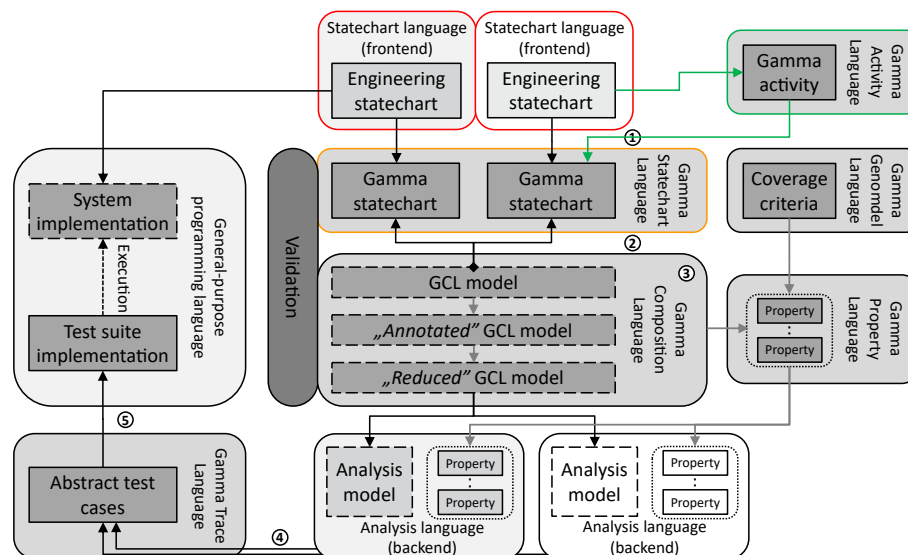 Statechart language
(frontend)
Engineering
statechart
Statechart language
(frontend)
Engineering
statechart
Gamma
activity
Gamma
Activity
Language
①
General-purpose
programming language
System
implementation
Execution
Test suite
implementation
Validation
Gamma
statechart
Gamma
statechart
Gamma
Statechart
Language
Coverage
criteria
Gamma
Genomodel
Language
②
③
GCL model
„Annotated” GCL model
„Reduced” GCL model
Gamma
Composition
Language
Property
Property
Gamma
Property
Language
⑤
Abstract test
cases
Gamma Trace
Language
④
Analysis
model
Property
Property
Analysis language
(backend)
Analysis
model
Property
Property
Analysis language
(backend)